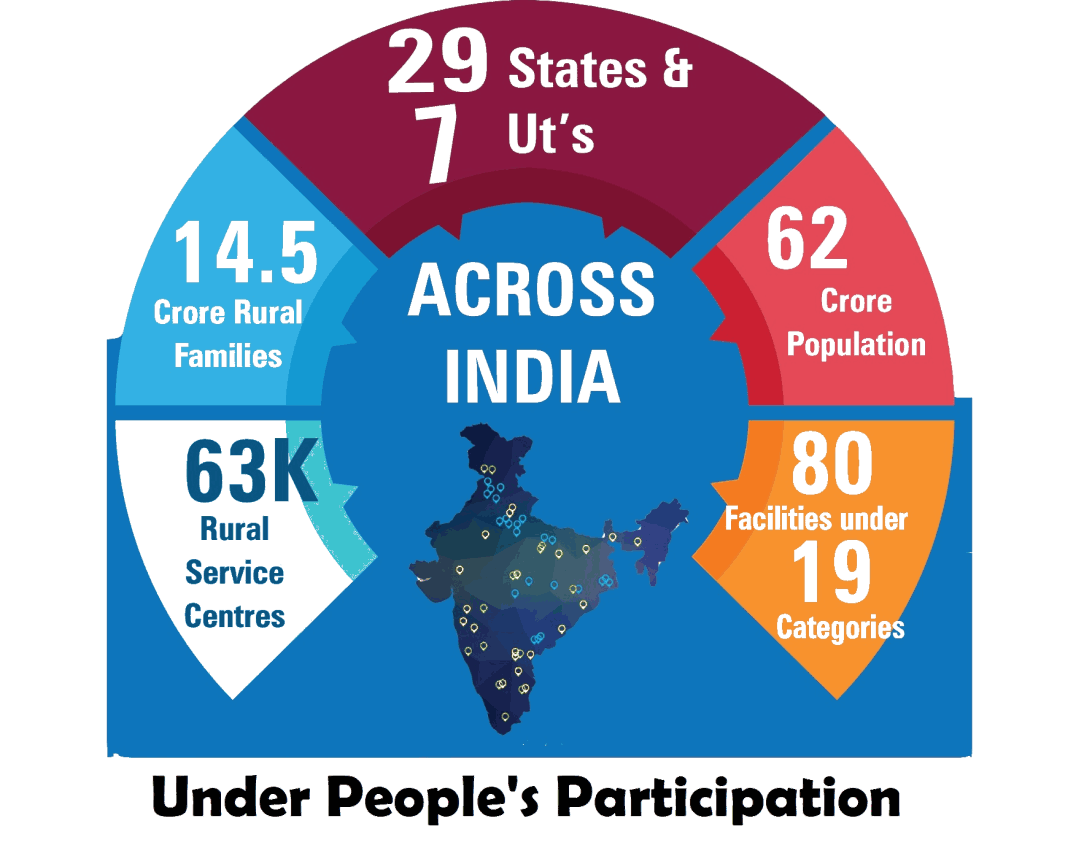 29 States &
7 Ut's
14.5
Crore Rural
Families
62
Crore
Population
ACROSS
INDIA
63K
Rural
Service
Centres
80
Facilities under
19
Categories
Under People's Participation